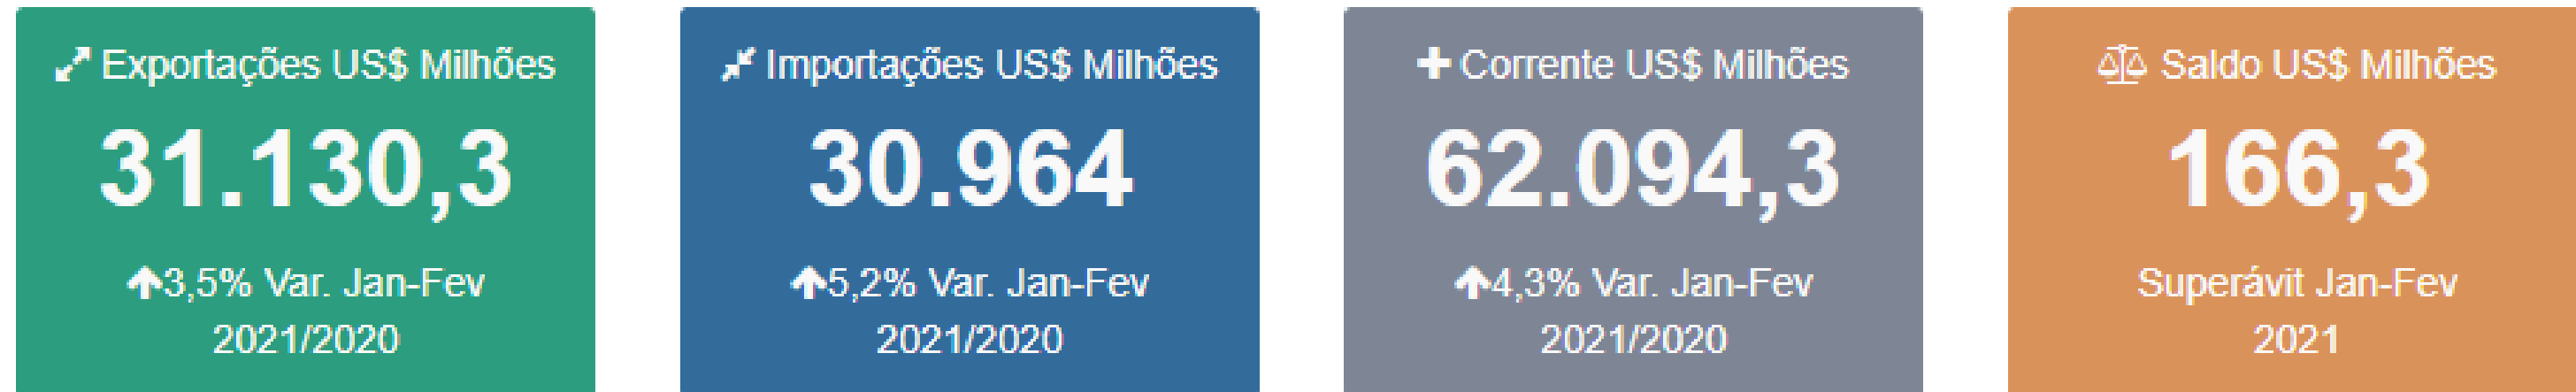 Exportações US$ Milhões
31.130,3
3,5% Var. Jan-Fev
2021/2020
Importações US$ Milhões
30.964
5,2% Var. Jan-Fev
2021/2020
Corrente US$ Milhões
62.094,3
4,3% Var. Jan-Fev
2021/2020
Saldo US$ Milhões
166,3
Superávit Jan-Fev
2021